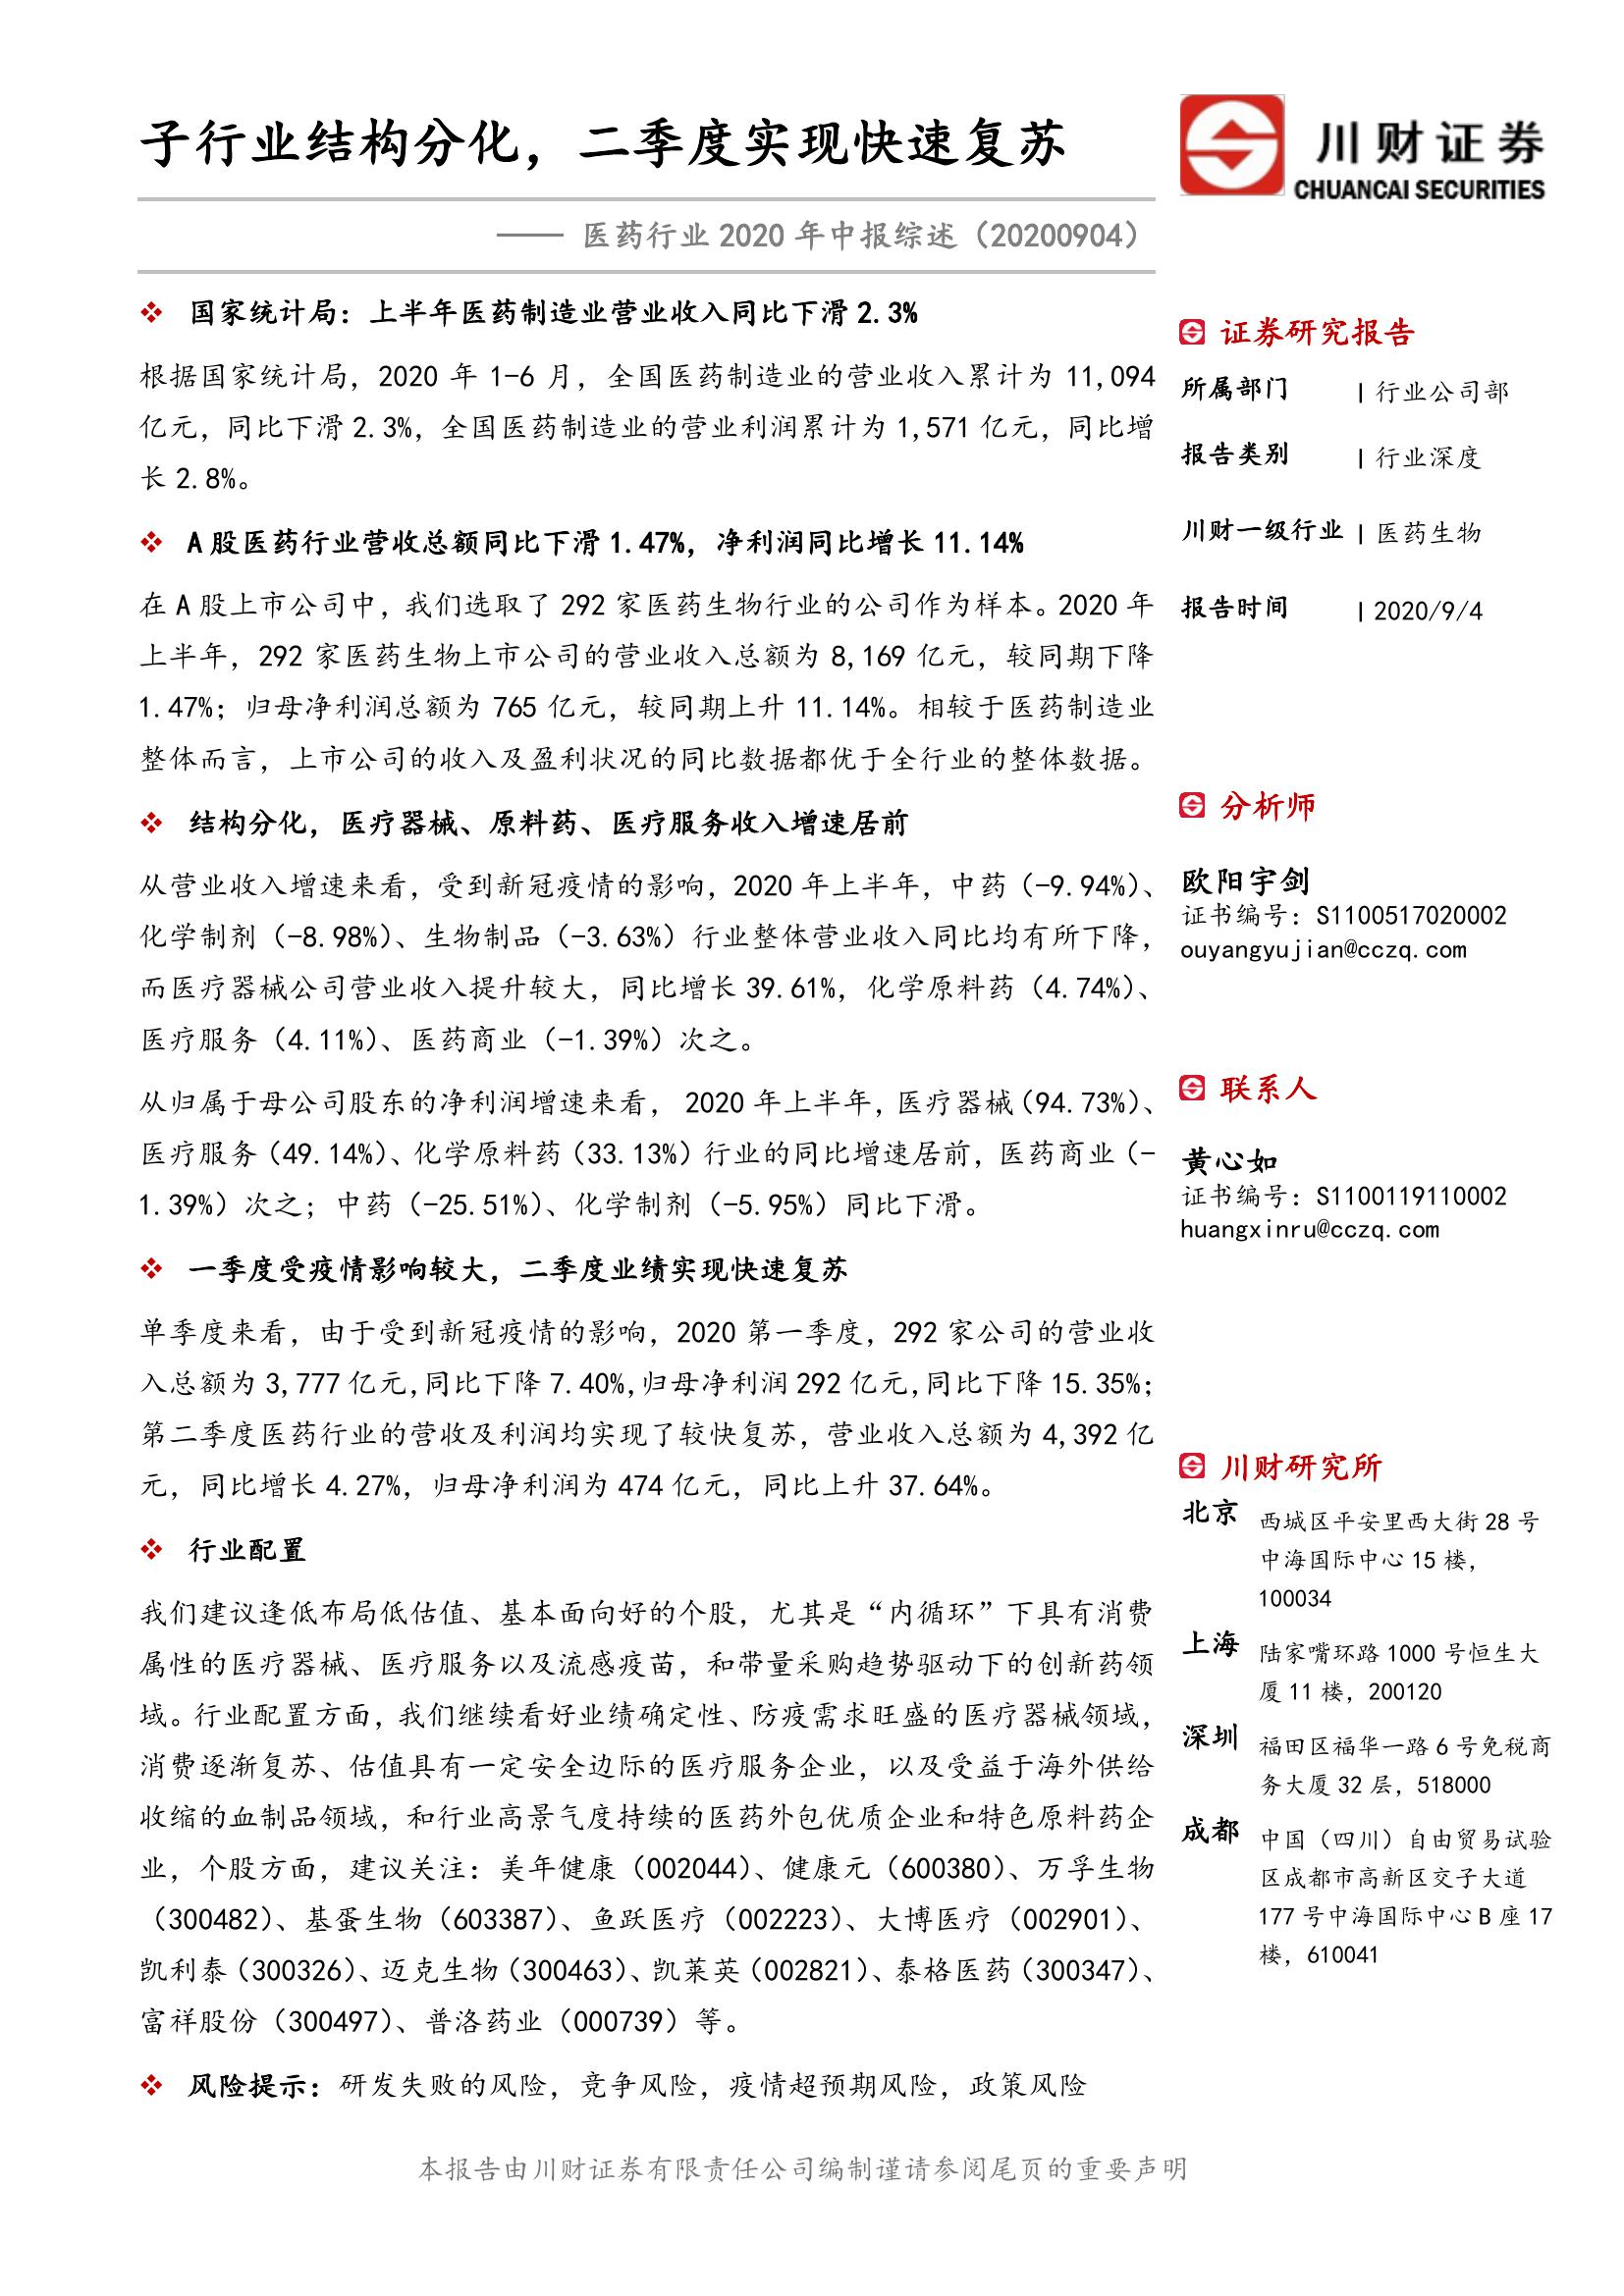 子行业结构分化，二季度实现快速复苏
—— 医药行业 2020 年中报综述（20200904）
国家统计局：上半年医药制造业营业收入同比下滑 2.3%
根据国家统计局，2020 年 1-6 月，全国医药制造业的营业收入累计为 11,094
亿元，同比下滑 2.3%，全国医药制造业的营业利润累计为 1,571 亿元，同比增
长 2.8%。
A 股医药行业营收总额同比下滑 1.47%，净利润同比增长 11.14%
在 A 股上市公司中，我们选取了 292 家医药生物行业的公司作为样本。2020 年
上半年，292 家医药生物上市公司的营业收入总额为 8,169 亿元，较同期下降
1.47%；归母净利润总额为 765 亿元，较同期上升 11.14%。相较于医药制造业
整体而言，上市公司的收入及盈利状况的同比数据都优于全行业的整体数据。
结构分化，医疗器械、原料药、医疗服务收入增速居前
从营业收入增速来看，受到新冠疫情的影响，2020 年上半年，中药（-9.94%）、
化学制剂（-8.98%）、生物制品（-3.63%）行业整体营业收入同比均有所下降，
而医疗器械公司营业收入提升较大，同比增长 39.61%，化学原料药（4.74%）、
医疗服务（4.11%）、医药商业（-1.39%）次之。
从归属于母公司股东的净利润增速来看， 2020 年上半年，医疗器械（94.73%）、
医疗服务（49.14%）、化学原料药（33.13%）行业的同比增速居前，医药商业（-
1.39%）次之；中药（-25.51%）、化学制剂（-5.95%）同比下滑。
一季度受疫情影响较大，二季度业绩实现快速复苏
单季度来看，由于受到新冠疫情的影响，2020 第一季度，292 家公司的营业收
入总额为 3,777 亿元,同比下降 7.40%,归母净利润 292 亿元,同比下降 15.35%；
第二季度医药行业的营收及利润均实现了较快复苏，营业收入总额为 4,392 亿
元，同比增长 4.27%，归母净利润为 474 亿元，同比上升 37.64%。
行业配置
我们建议逢低布局低估值、基本面向好的个股，尤其是“内循环”下具有消费
属性的医疗器械、医疗服务以及流感疫苗，和带量采购趋势驱动下的创新药领
域。行业配置方面，我们继续看好业绩确定性、防疫需求旺盛的医疗器械领域，
消费逐渐复苏、估值具有一定安全边际的医疗服务企业，以及受益于海外供给
收缩的血制品领域，和行业高景气度持续的医药外包优质企业和特色原料药企
业，个股方面，建议关注：美年健康（002044）、健康元（600380）、万孚生物
（300482）、基蛋生物（603387）、鱼跃医疗（002223）、大博医疗（002901）、
凯利泰（300326）、迈克生物（300463）、凯莱英（002821）、泰格医药（300347）、
富祥股份（300497）、普洛药业（000739）等。
风险提示：研发失败的风险，竞争风险，疫情超预期风险，政策风险
川财证券
CHUANCAI SECURITIES
证券研究报告
所属部门 | 行业公司部
报告类别 | 行业深度
川财一级行业 | 医药生物
报告时间 | 2020/9/4
分析师
欧阳宇剑
证书编号：S1100517020002
ouyangyujian@cczq.com
联系人
黄心如
证书编号：S1100119110002
huangxinru@cczq.com
川财研究所
北京 西城区平安里西大街 28 号
中海国际中心 15 楼，
100034
上海 陆家嘴环路 1000 号恒生大
厦 11 楼，200120
深圳 福田区福华一路 6 号免税商
务大厦 32 层，518000
成都 中国（四川）自由贸易试验
区成都市高新区交子大道
177 号中海国际中心 B 座 17
楼，610041
本报告由川财证券有限责任公司编制谨请参阅尾页的重要声明